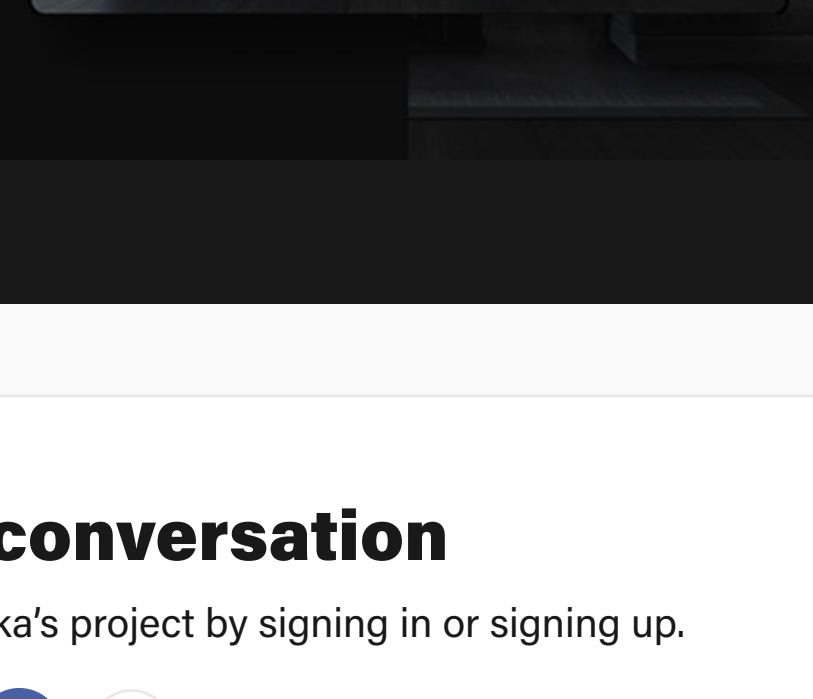 conversation
ka’s project by signing in or signing up.